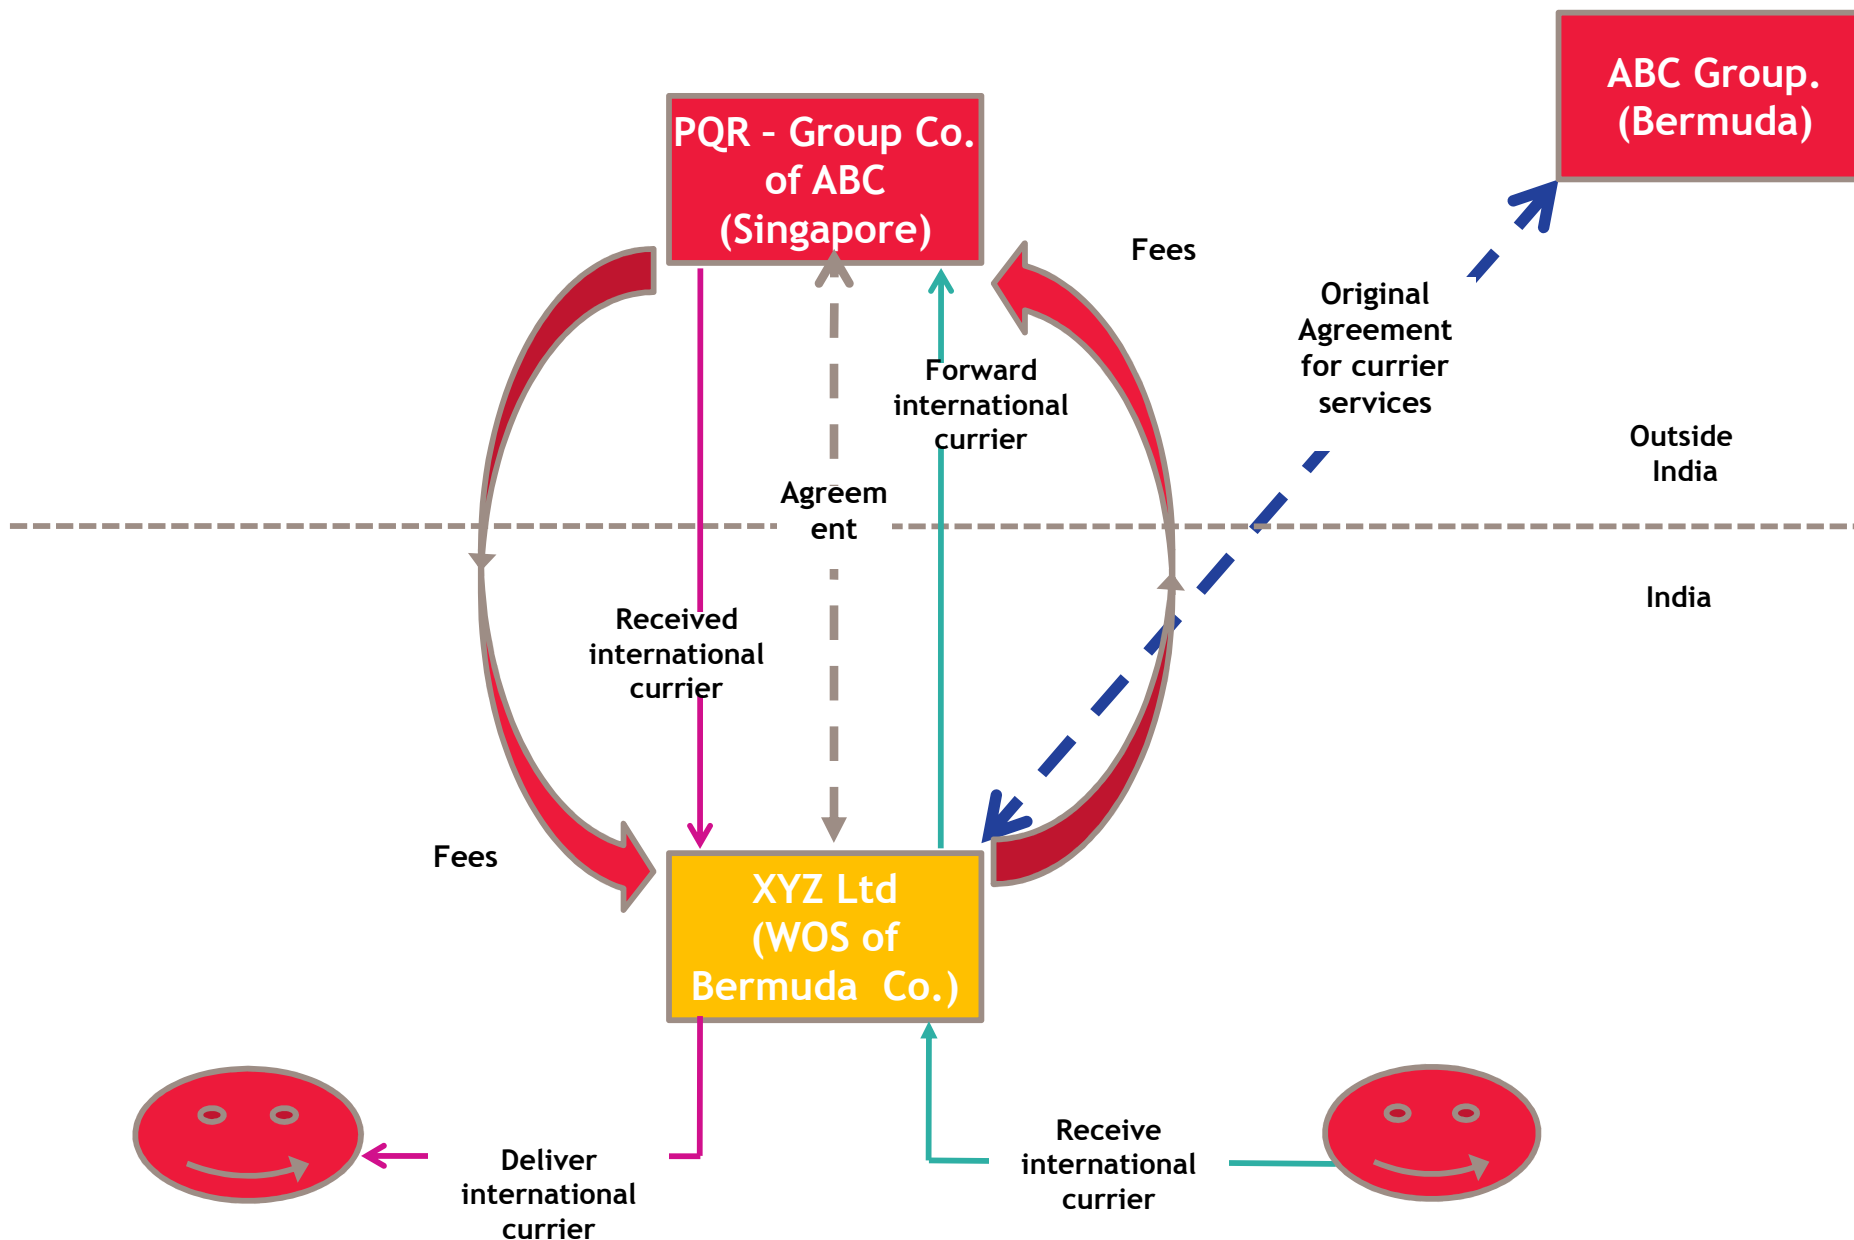 ABC Group.
(Bermuda)
PQR – Group Co.
of ABC
(Singapore)
Fees
Original
Agreement
for currier
services
Forward
international
currier
Outside
India
Agreem
ent
India
Received
international
currier
Fees
XYZ Ltd
(WOS of
Bermuda  Co.)
Receive
international
currier
Deliver
international
currier